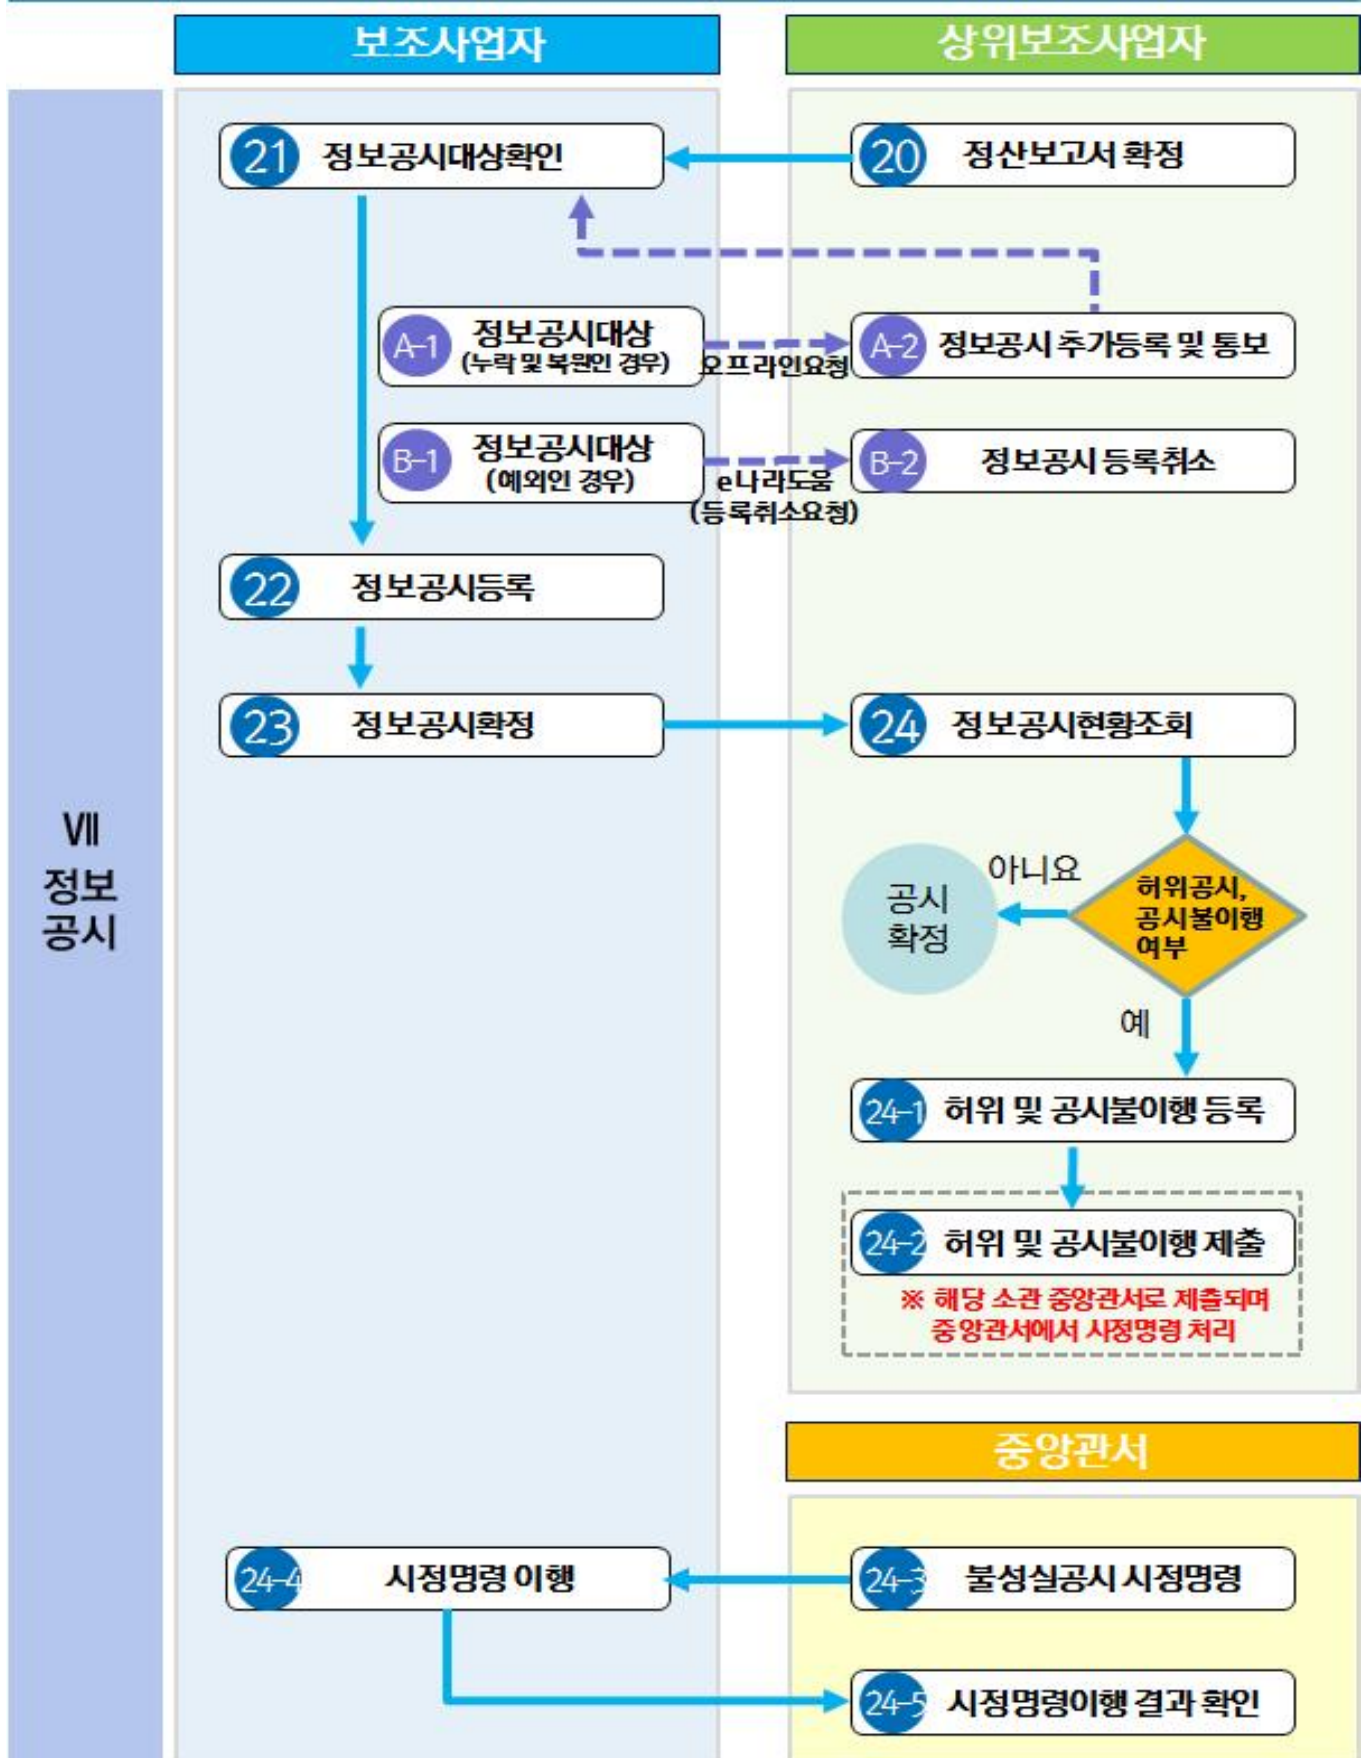 보조사업자
상위보조사업자
21 정보공시대상확인
20 정산보고서 확정
A-1 정보공시대상
(누락 및 복원인 경우)
오프라인요청
A-2 정보공시 추가등록 및 통보
B-1 정보공시대상
(예외인 경우)
e나라도움
(등록취소요청)
B-2 정보공시 등록취소
22 정보공시등록
23 정보공시확정
24 정보공시현황조회
Ⅶ
정보
공시
아니요
공시
확정
허위공시,
공시불이행
여부
예
24-1 허위 및 공시불이행 등록
24-2 허위 및 공시불이행 제출
※ 해당 소관 중앙관서로 제출되며
중앙관서에서 시정명령 처리
중앙관서
24-4 시정명령 이행
24-3 불성실공시 시정명령
24-5 시정명령이행 결과 확인